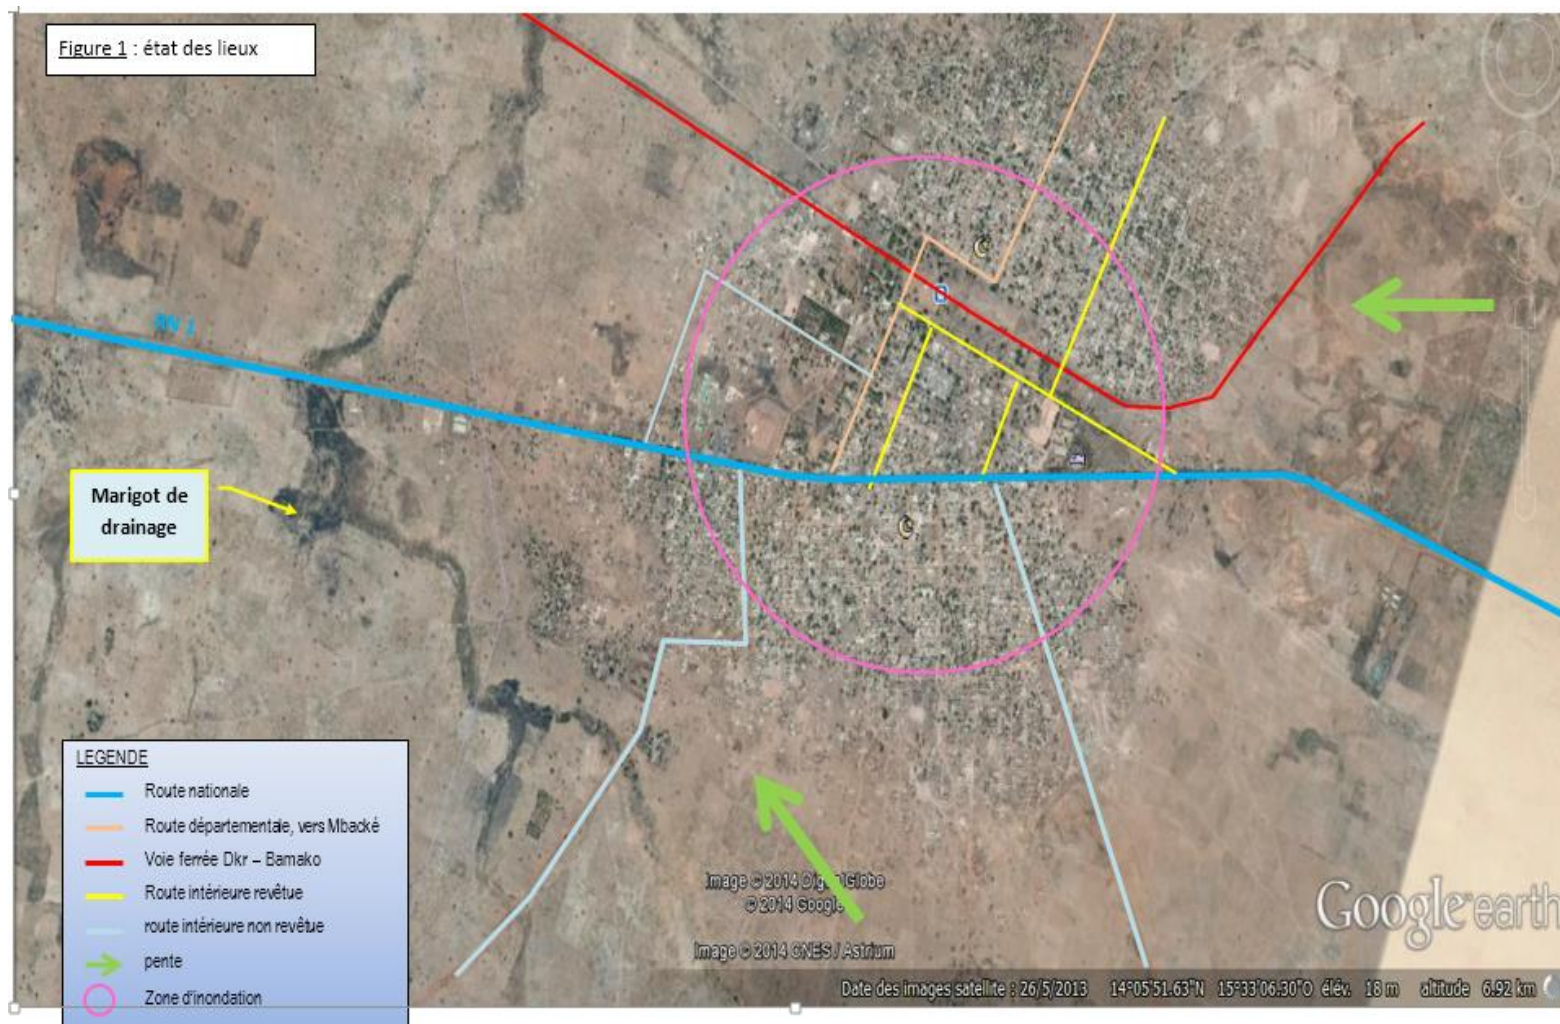 Figure 1 : état des lieux
RN 1
Marigot de
drainage
LEGENDE
Route nationale
Route départementale, vers Mbacké
Voie ferrée Dkr – Bamako
Route intérieure revêtue
route intérieure non revêtue
pente
Zone d'inondation
Image © 2014 DigitalGlobe
© 2014 Google
Image © 2014 CNES / Astrium
Google earth
Date des images satellite : 26/5/2013 14°05'51.63"N 15°33'06.30"O élév. 18 m altitude 6.92 km